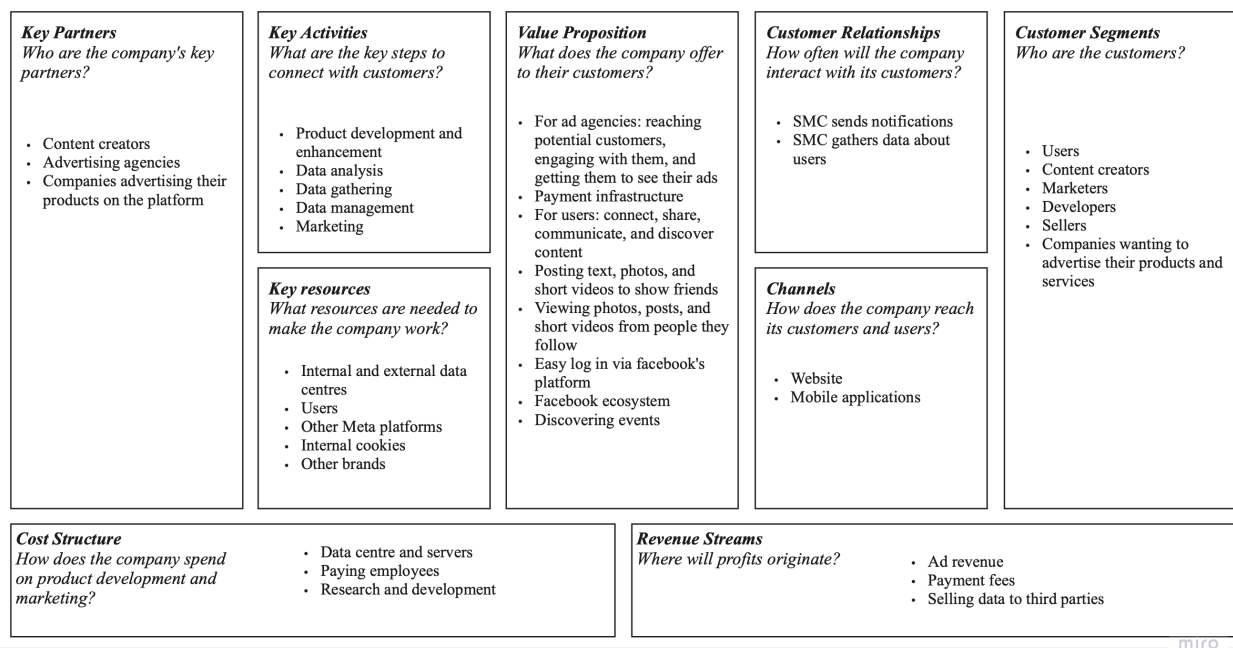 Key Partners
Who are the company's key
partners?
• Content creators
• Advertising agencies
• Companies advertising their
products on the platform
Key Activities
What are the key steps to
connect with customers?
• Product development and
enhancement
• Data analysis
• Data gathering
• Data management
• Marketing
Key resources
What resources are needed to
make the company work?
• Internal and external data
centres
• Users
• Other Meta platforms
• Internal cookies
• Other brands
Value Proposition
What does the company offer
to their customers?
• For ad agencies: reaching
potential customers,
engaging with them, and
getting them to see their ads
• Payment infrastructure
• For users: connect, share,
communicate, and discover
content
• Posting text, photos, and
short videos to show friends
• Viewing photos, posts, and
short videos from people they
follow
• Easy log in via facebook's
platform
• Facebook ecosystem
• Discovering events
Customer Relationships
How often will the company
interact with its customers?
• SMC sends notifications
• SMC gathers data about
users
Channels
How does the company reach
its customers and users?
• Website
• Mobile applications
Customer Segments
Who are the customers?
• Users
• Content creators
• Marketers
• Developers
• Sellers
• Companies wanting to
advertise their products and
services
Cost Structure
How does the company spend
on product development and
marketing?
• Data centre and servers
• Paying employees
• Research and development
Revenue Streams
Where will profits originate?
• Ad revenue
• Payment fees
• Selling data to third parties
miro